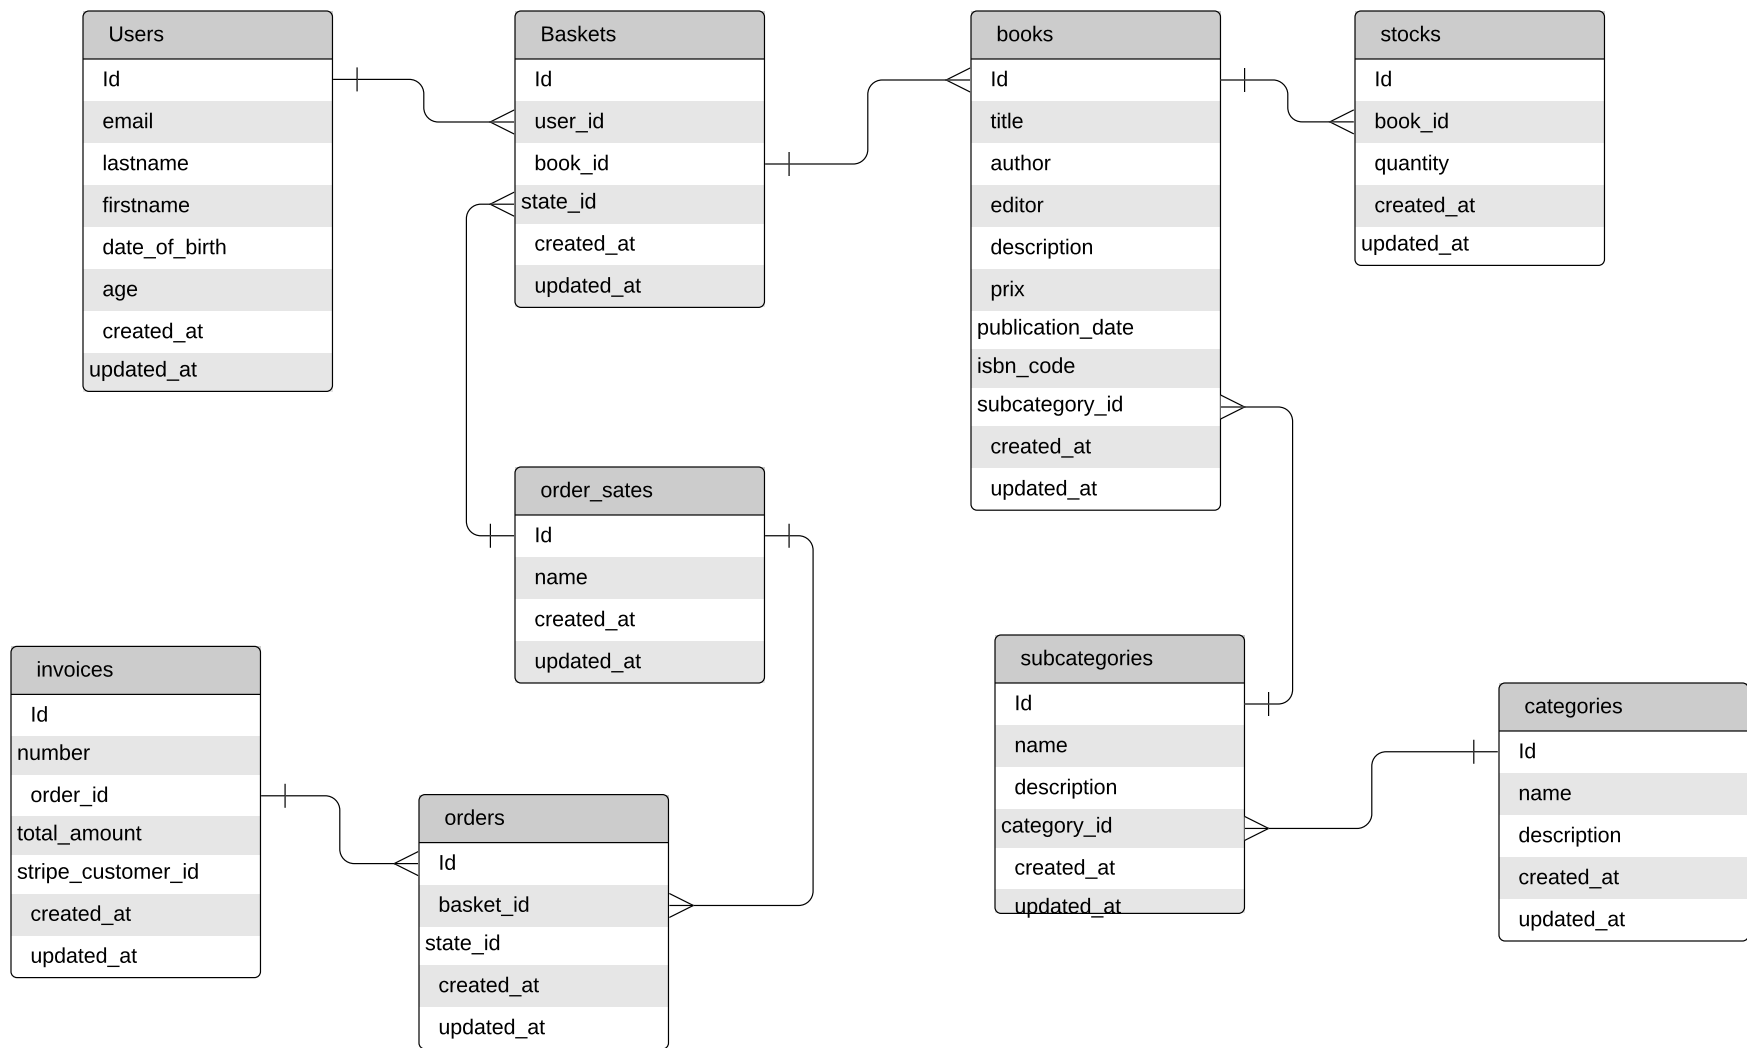 Users
Id
email
lastname
firstname
date_of_birth
age
created_at
updated_at
Baskets
Id
user_id
book_id
state_id
created_at
updated_at
books
Id
title
author
editor
description
prix
publication_date
isbn_code
subcategory_id
created_at
updated_at
stocks
Id
book_id
quantity
created_at
updated_at
order_sates
Id
name
created_at
updated_at
invoices
Id
number
order_id
total_amount
stripe_customer_id
created_at
updated_at
orders
Id
basket_id
state_id
created_at
updated_at
subcategories
Id
name
description
category_id
created_at
updated_at
categories
Id
name
description
created_at
updated_at